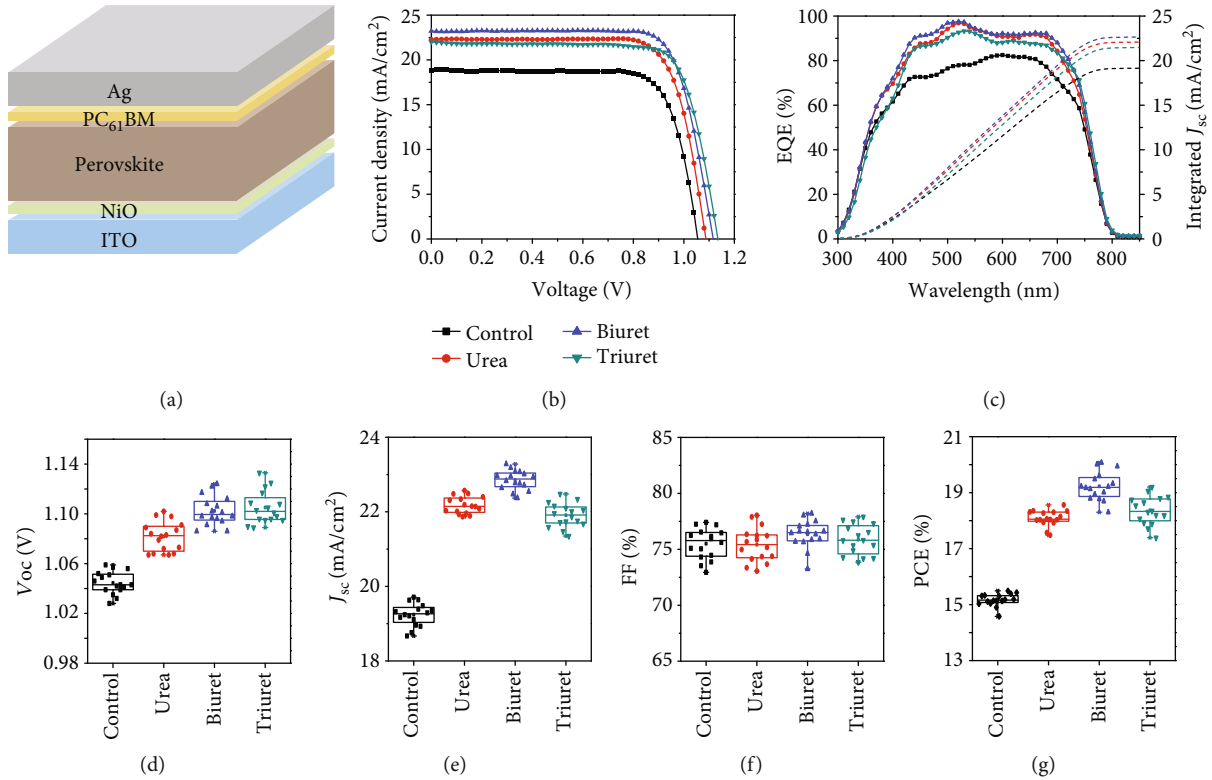 Ag
PC61BM
Perovskite
NiO
ITO
(a)
25
20
15
10
5
0
Current density (mA/cm2)
0.0 0.2 0.4 0.6 0.8 1.0 1.2
Voltage (V)
Control
Urea
Biuret
Triuret
(b)
100
80
60
40
20
0
EQE (%)
25
20
15
10
5
0
Integrated Jsc (mA/cm2)
300 400 500 600 700 800
Wavelength (nm)
(c)
1.14
1.10
1.06
1.02
0.98
Voc (V)
Control
Urea
Biuret
Triuret
(d)
24
22
20
18
Jsc (mA/cm2)
Control
Urea
Biuret
Triuret
(e)
85
80
75
70
65
FF (%)
Control
Urea
Biuret
Triuret
(f)
21
19
17
15
13
PCE (%)
Control
Urea
Biuret
Triuret
(g)